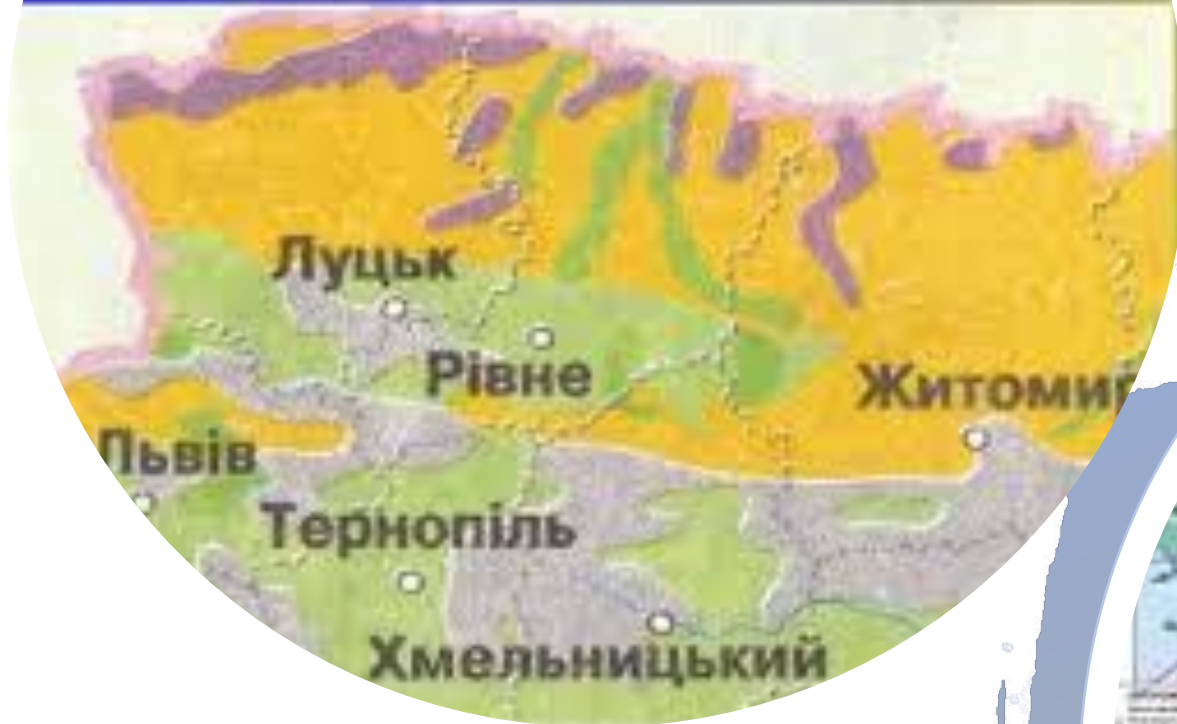 Луцьк
Рівне
Житомир
Львів
Тернопіль
Хмельницький